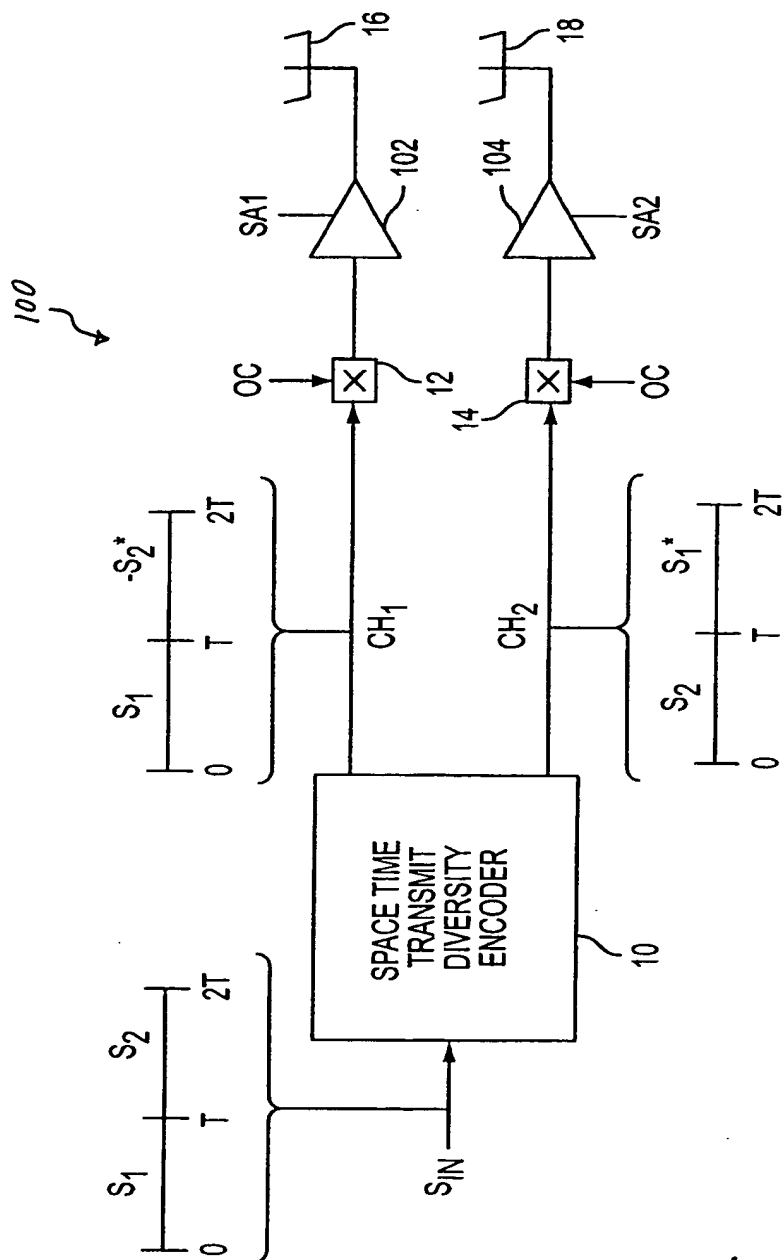 100
S1 S2
0 T 2T
SIN
SPACE TIME
TRANSMIT
DIVERSITY
ENCODER
10
S1 -S2*
0 T 2T
CH1
CH2
S2 S1*
0 T 2T
OC
12
14
OC
SA1
102
104
SA2
16
18